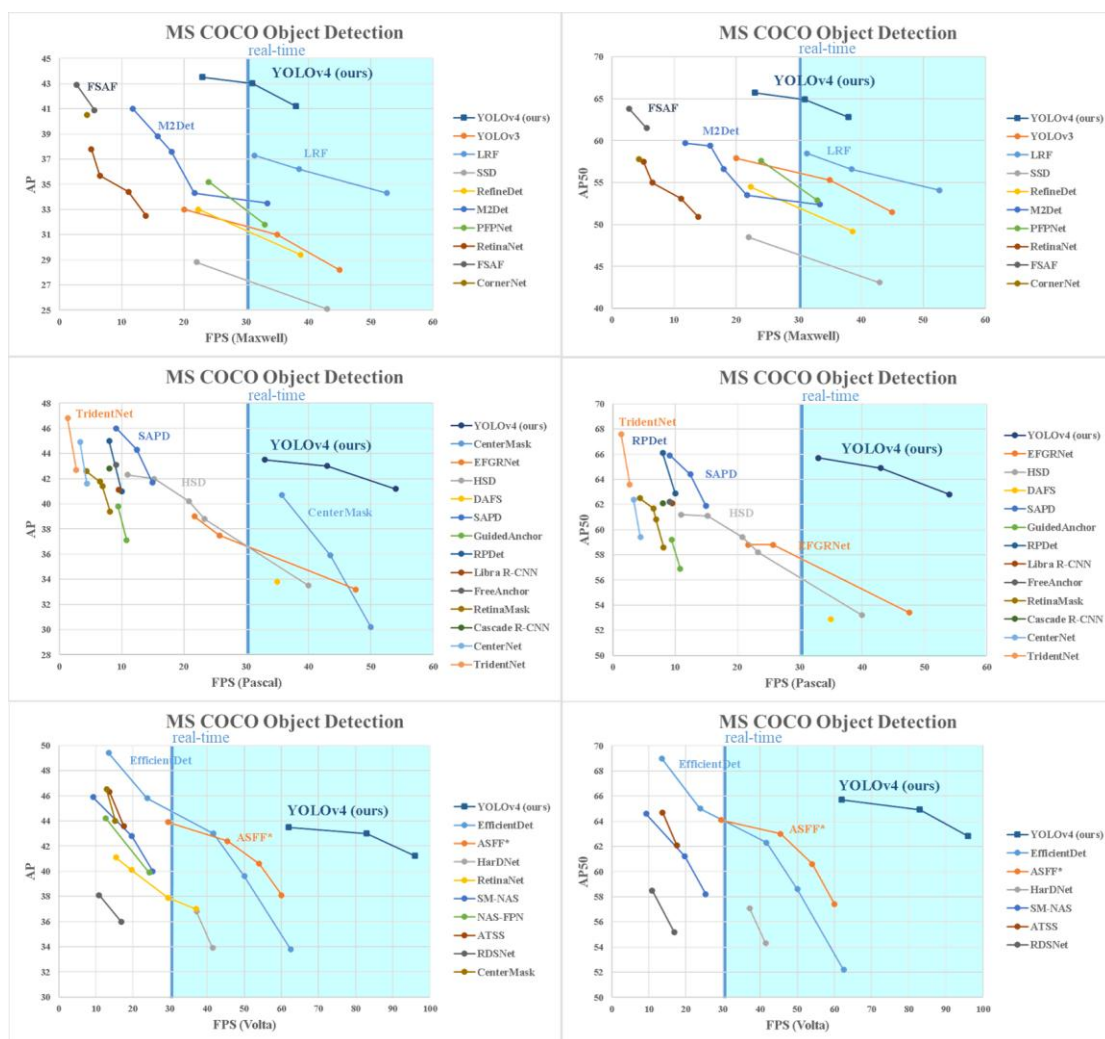 MS COCO Object Detection
real-time
45
43
41
39
37
35
33
31
29
27
25
AP
FSAF
M2Det
YOLOv4 (ours)
LRF
0 10 20 30 40 50 60
FPS (Maxwell)
YOLOv4 (ours)
YOLOv3
LRF
SSD
RefineDet
M2Det
PFPNet
RetinaNet
FSAF
CornerNet
MS COCO Object Detection
real-time
70
65
60
55
50
45
40
AP50
FSAF
M2Det
YOLOv4 (ours)
LRF
0 10 20 30 40 50 60
FPS (Maxwell)
YOLOv4 (ours)
YOLOv3
LRF
SSD
RefineDet
M2Det
PFPNet
RetinaNet
FSAF
CornerNet
MS COCO Object Detection
real-time
48
46
44
42
40
38
36
34
32
30
28
AP
TridentNet
SAPD
HSD
YOLOv4 (ours)
CenterMask
0 10 20 30 40 50 60
FPS (Pascal)
YOLOv4 (ours)
CenterMask
EFGRNet
HSD
DAFS
SAPD
GuidedAnchor
RPDet
Libra R-CNN
FreeAnchor
RetinaMask
Cascade R-CNN
CenterNet
TridentNet
MS COCO Object Detection
real-time
70
68
66
64
62
60
58
56
54
52
50
AP50
TridentNet
RPDet
SAPD
HSD
YOLOv4 (ours)
EFGRNet
0 10 20 30 40 50 60
FPS (Pascal)
YOLOv4 (ours)
EFGRNet
HSD
DAFS
SAPD
GuidedAnchor
RPDet
Libra R-CNN
FreeAnchor
RetinaMask
Cascade R-CNN
CenterNet
TridentNet
MS COCO Object Detection
real-time
50
48
46
44
42
40
38
36
34
32
30
AP
EfficientDet
YOLOv4 (ours)
ASFF*
0 10 20 30 40 50 60 70 80 90 100
FPS (Volta)
YOLOv4 (ours)
EfficientDet
ASFF*
HarDNet
RetinaNet
SM-NAS
NAS-FPN
ATSS
RDSNet
CenterMask
MS COCO Object Detection
real-time
70
68
66
64
62
60
58
56
54
52
50
AP50
EfficientDet
YOLOv4 (ours)
ASFF*
0 10 20 30 40 50 60 70 80 90 100
FPS (Volta)
YOLOv4 (ours)
EfficientDet
ASFF*
HarDNet
SM-NAS
ATSS
RDSNet